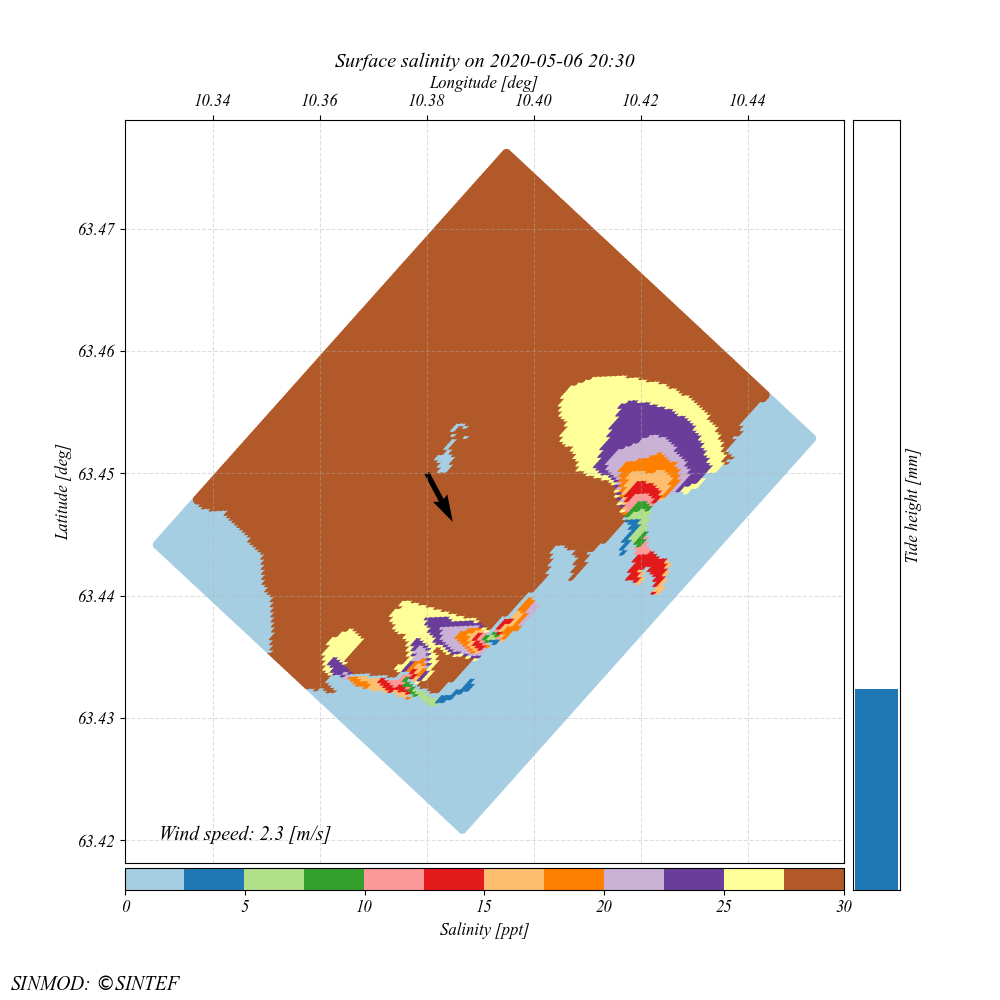 Surface salinity on 2020-05-06 20:30
Longitude [deg]
10.34 10.36 10.38 10.40 10.42 10.44
63.47
63.46
63.45
63.44
63.43
63.42
Latitude [deg]
Tide height [mm]
Wind speed: 2.3 [m/s]
0 5 10 15 20 25 30
Salinity [ppt]
SINMOD: ©SINTEF